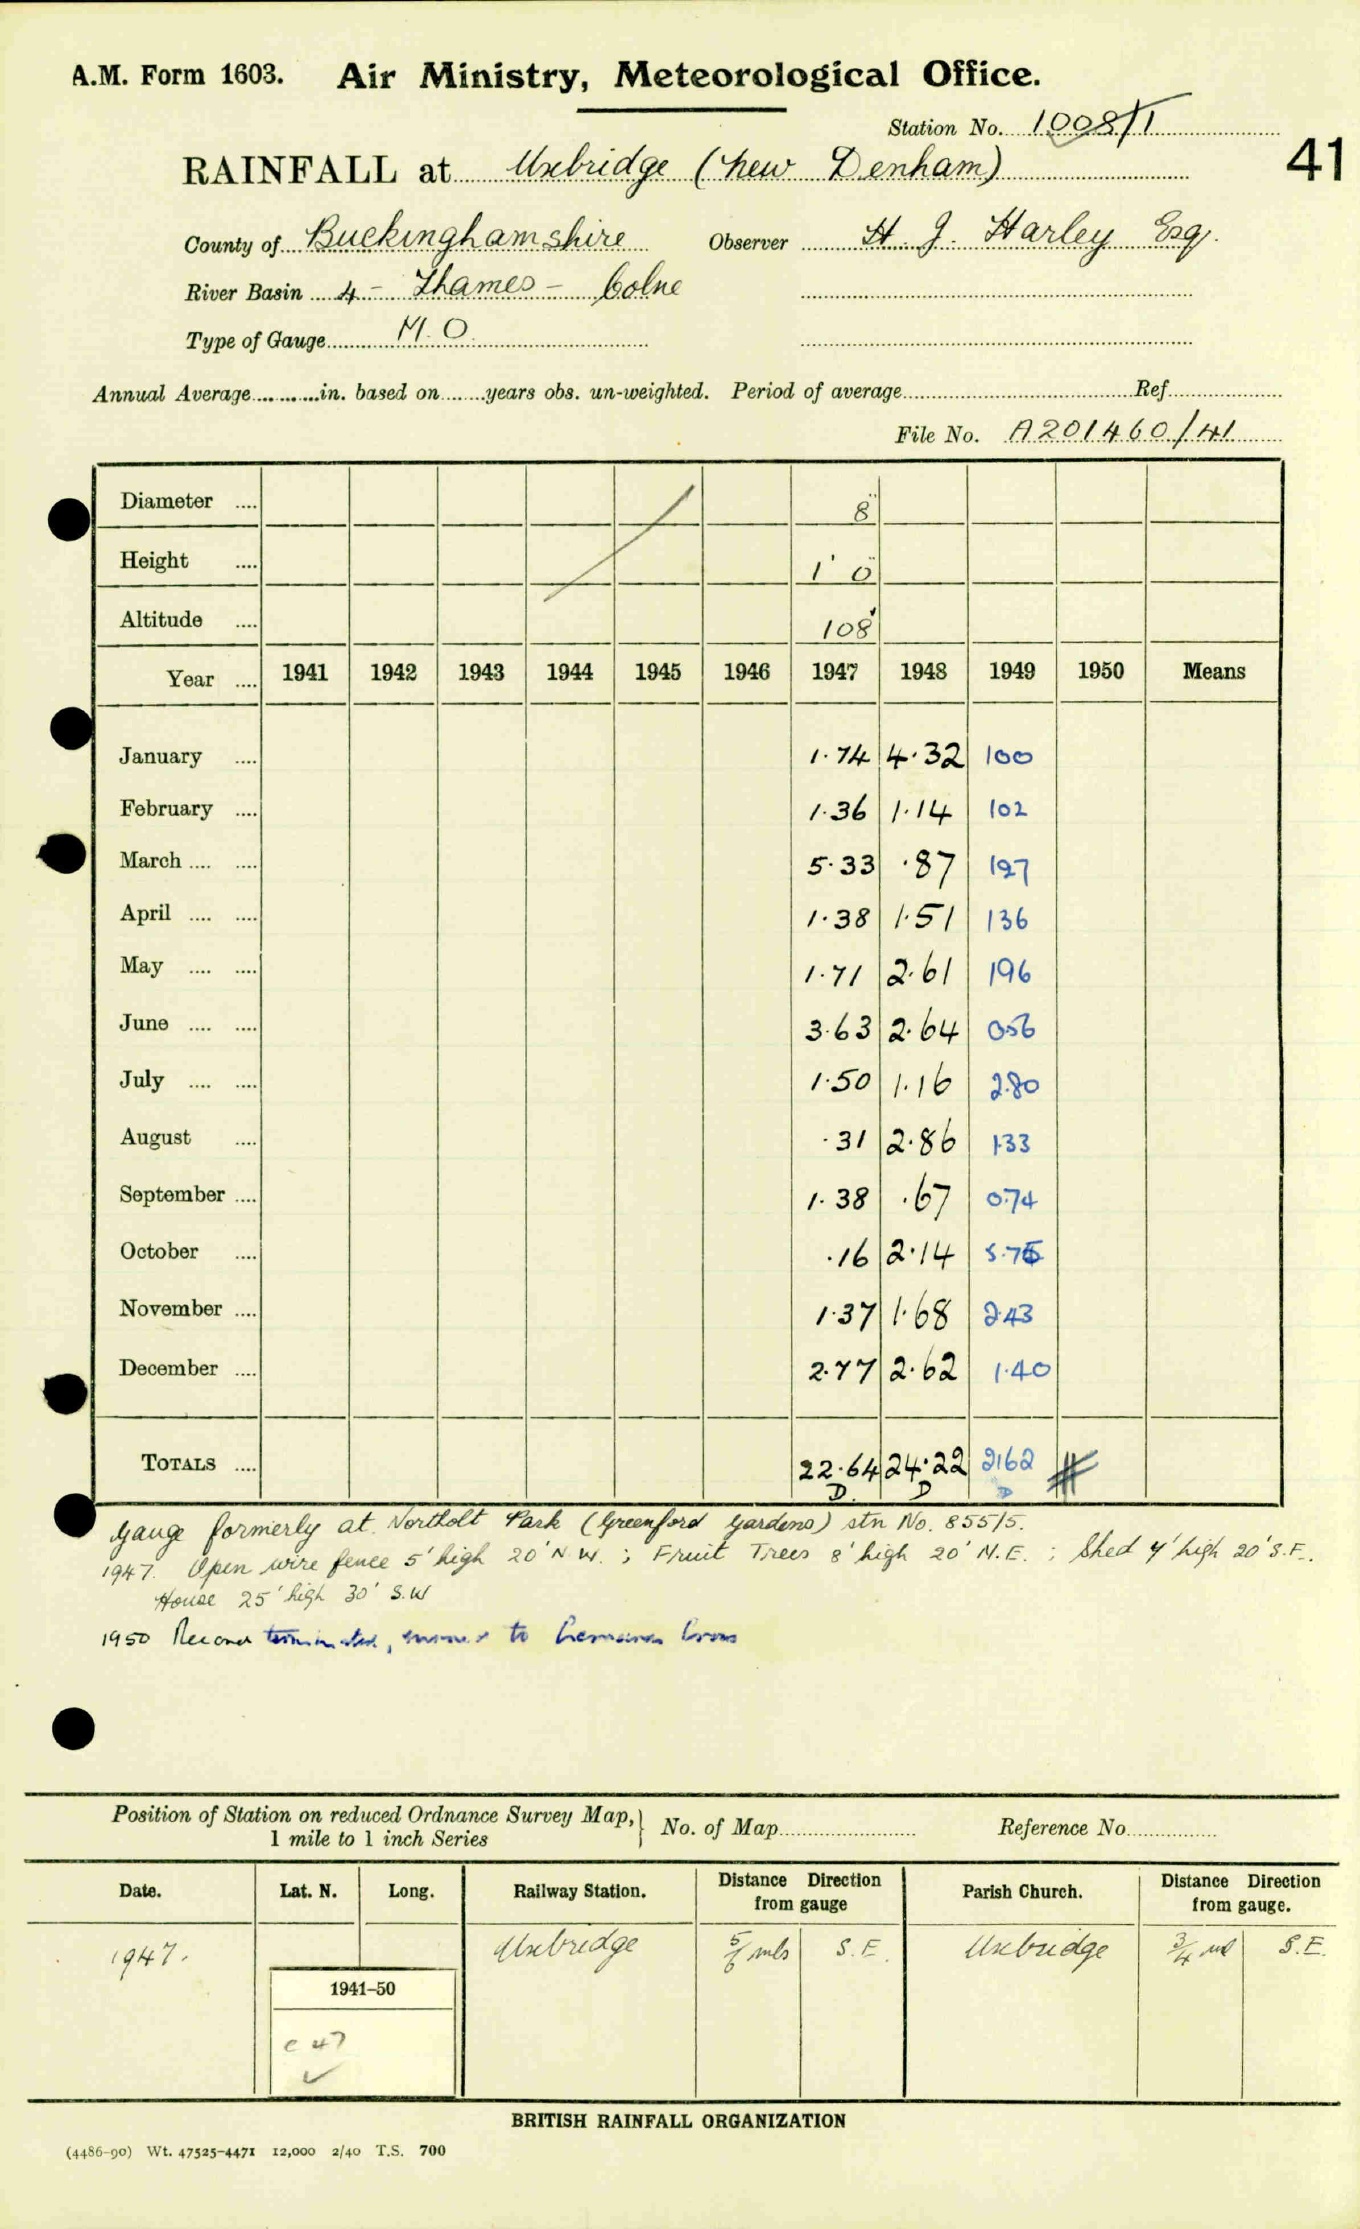 A.M. Form 1603. Air Ministry, Meteorological Office.
Station No. 1008/1
41
RAINFALL at Uxbridge (New Denham)
County of Buckinghamshire Observer H. J. Harley Esq.
River Basin 4 - Thames - Colne
Type of Gauge M.O.
Annual Average in. based on years obs. un-weighted. Period of average Ref
File No. A201460/41
Diameter 8"
Height 1' 0"
Altitude 108'
Year 1941 1942 1943 1944 1945 1946 1947 1948 1949 1950 Means
January 1.74 4.32 100
February 1.36 1.14 102
March 5.33 .87 127
April 1.38 1.51 136
May 1.71 2.61 196
June 3.63 2.64 056
July 1.50 1.16 2.80
August .31 2.86 1.33
September 1.38 .67 0.74
October .16 2.14 5.75
November 1.37 1.68 2.43
December 2.77 2.62 1.40
TOTALS 22.64 24.22 2162
D. D D
Gauge formerly at Northolt Park (Greenford Gardens) stn No. 855/5.
1947. Open wire fence 5' high 20' N.W. ; Fruit Trees 8' high 20' N.E. ; Shed 7' high 20' S.E.
House 25' high 30' S.W
1950 Record terminated, to Cross
Position of Station on reduced Ordnance Survey Map, 1 mile to 1 inch Series } No. of Map Reference No.
Date. Lat. N. Long. Railway Station. Distance Direction from gauge Parish Church. Distance Direction from gauge.
1947. Uxbridge 5/6 mls S.E. Uxbridge 3/4 ml S.E.
1941-50
c 47
BRITISH RAINFALL ORGANIZATION
(4486-90) Wt. 47525-4471 12,000 2/40 T.S. 700